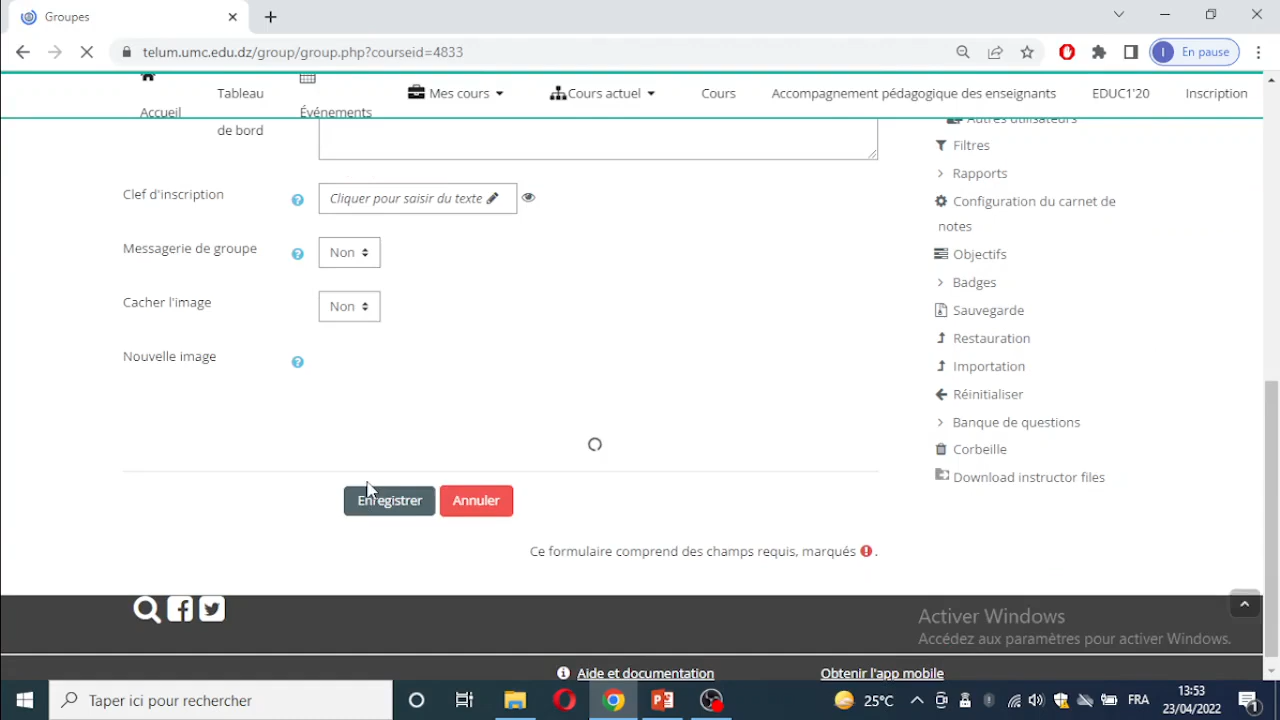 Groupes
telum.umc.edu.dz/group/group.php?courseid=4833
I
En pause
Accueil
Tableau
de bord
Événements
Mes cours
Cours actuel
Cours
Accompagnement pédagogique des enseignants
EDUC1'20
Inscription
Clef d'inscription
Cliquer pour saisir du texte
Messagerie de groupe
Non
Cacher l'image
Non
Nouvelle image
Enregistrer
Annuler
Ce formulaire comprend des champs requis, marqués
.
Autres utilisateurs
Filtres
Rapports
Configuration du carnet de
notes
Objectifs
Badges
Sauvegarde
Restauration
Importation
Réinitialiser
Banque de questions
Corbeille
Download instructor files
Activer Windows
Accédez aux paramètres pour activer Windows.
Aide et documentation
Obtenir l'app mobile
Taper ici pour rechercher
25°C
FRA
13:53
23/04/2022
1